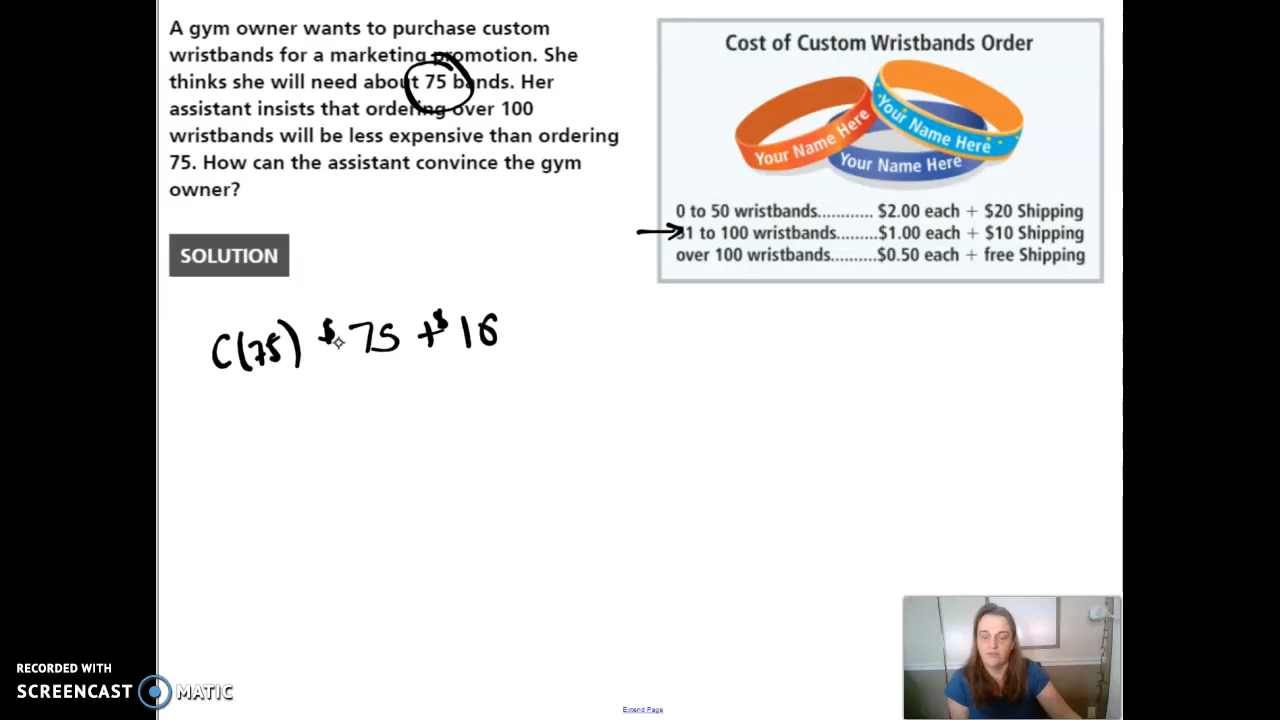 A gym owner wants to purchase custom
wristbands for a marketing promotion. She
thinks she will need about 75 bands. Her
assistant insists that ordering over 100
wristbands will be less expensive than ordering
75. How can the assistant convince the gym
owner?
SOLUTION
C(75) $75 + $10
Cost of Custom Wristbands Order
Your Name Here
Your Name Here
Your Name Here
0 to 50 wristbands............ $2.00 each + $20 Shipping
51 to 100 wristbands.........$1.00 each + $10 Shipping
over 100 wristbands..........$0.50 each + free Shipping
RECORDED WITH
SCREENCAST MATIC
Extend Page